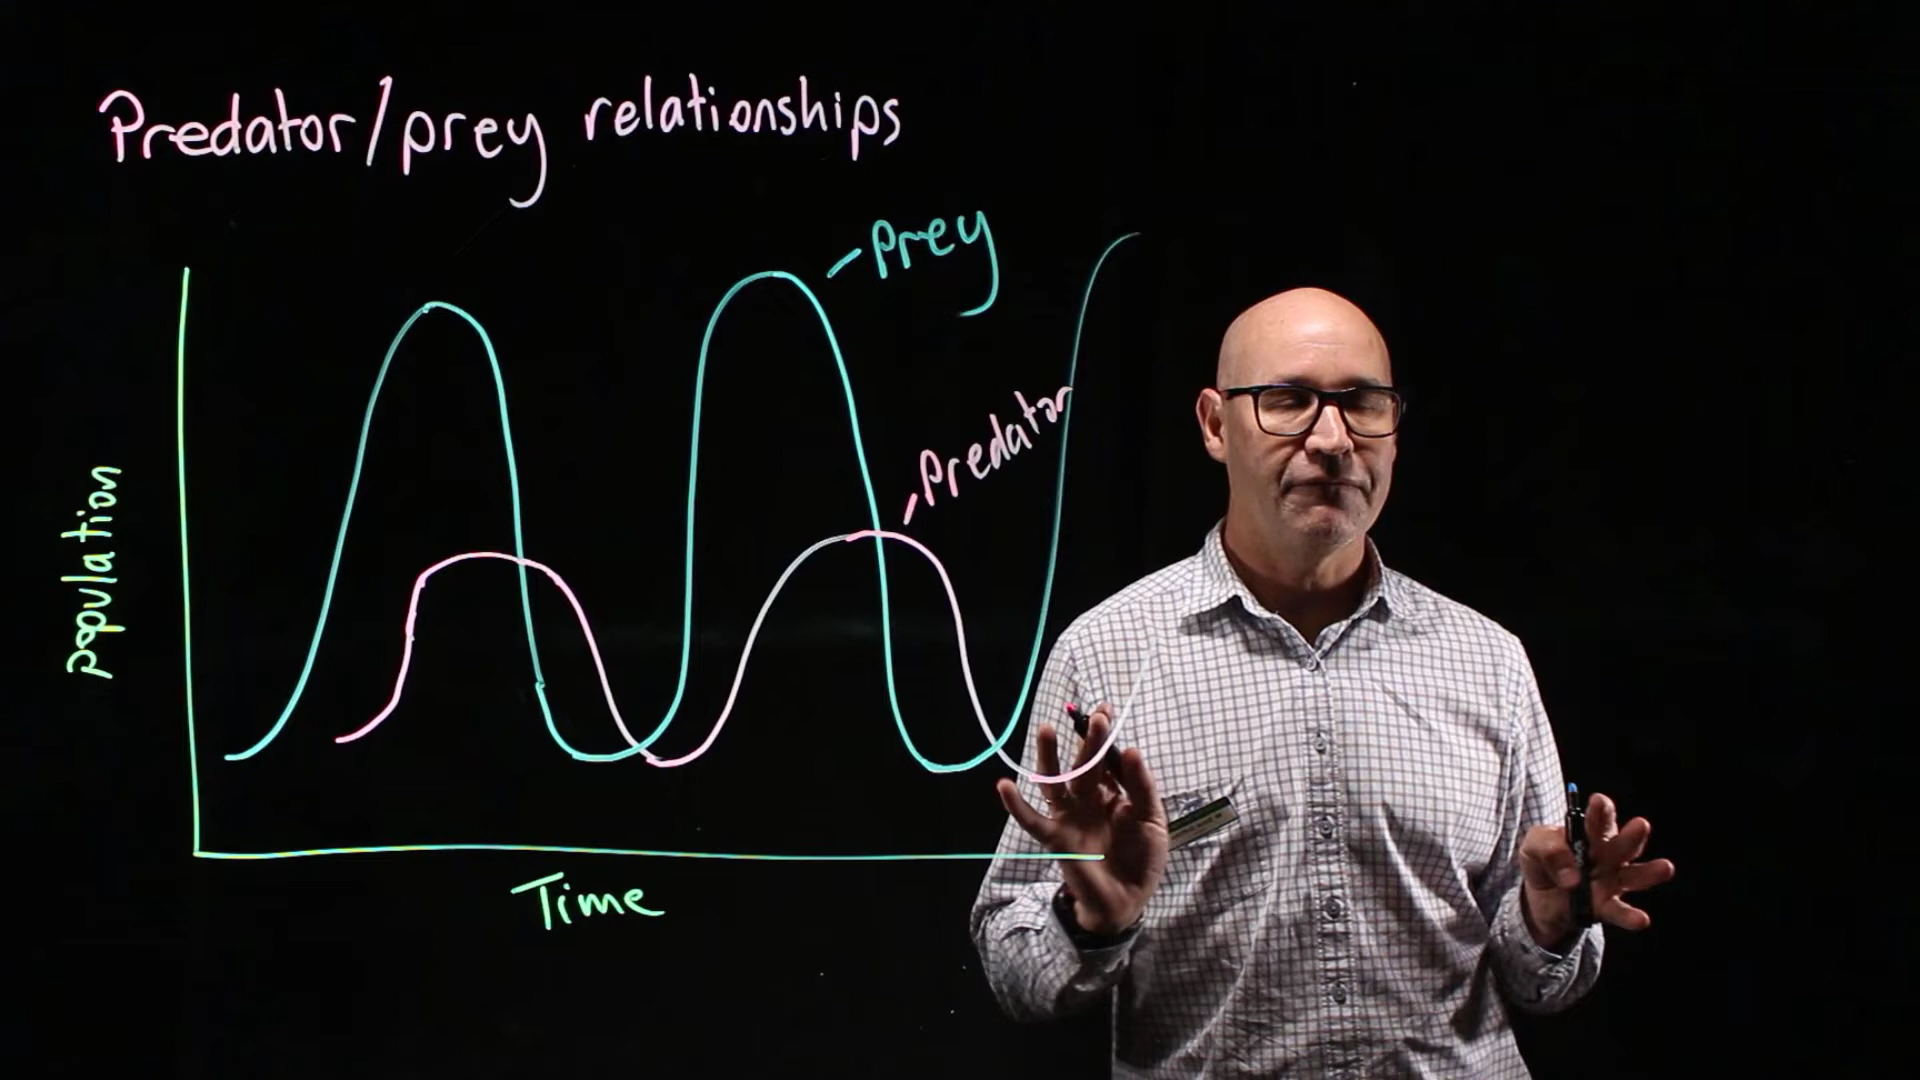 Predator/prey relationships
prey
Predator
population
Time